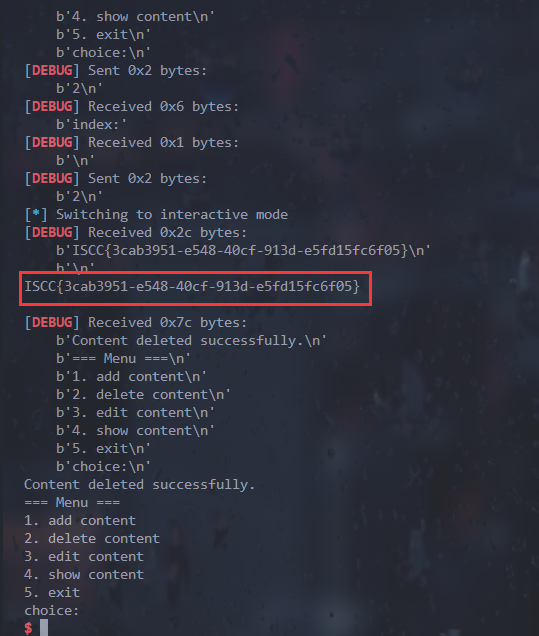 b'4. show content\n'
b'5. exit\n'
b'choice:\n'
[DEBUG] Sent 0x2 bytes:
b'2\n'
[DEBUG] Received 0x6 bytes:
b'index:'
[DEBUG] Received 0x1 bytes:
b'\n'
[DEBUG] Sent 0x2 bytes:
b'2\n'
[*] Switching to interactive mode
[DEBUG] Received 0x2c bytes:
b'ISCC{3cab3951-e548-40cf-913d-e5fd15fc6f05}\n'
b'\n'
ISCC{3cab3951-e548-40cf-913d-e5fd15fc6f05}
[DEBUG] Received 0x7c bytes:
b'Content deleted successfully.\n'
b'=== Menu ===\n'
b'1. add content\n'
b'2. delete content\n'
b'3. edit content\n'
b'4. show content\n'
b'5. exit\n'
b'choice:\n'
Content deleted successfully.
=== Menu ===
1. add content
2. delete content
3. edit content
4. show content
5. exit
choice:
$